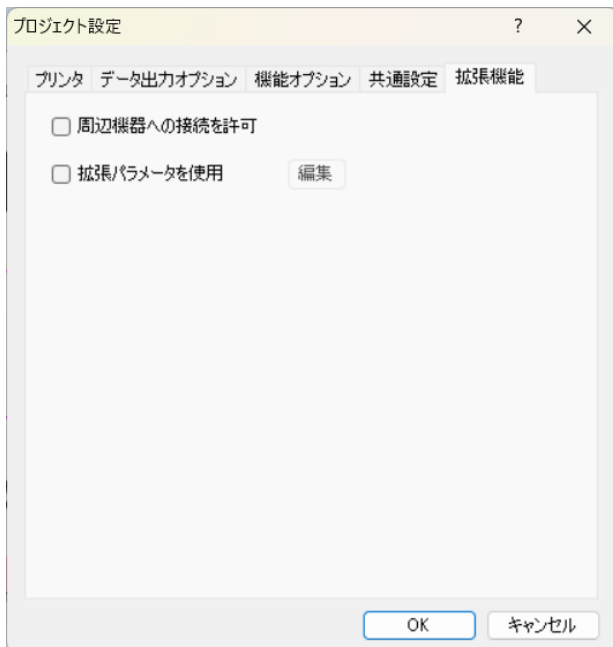 プロジェクト設定 ?
プリンタ データ出力オプション 機能オプション 共通設定 拡張機能
周辺機器への接続を許可
拡張パラメータを使用 編集
OK キャンセル